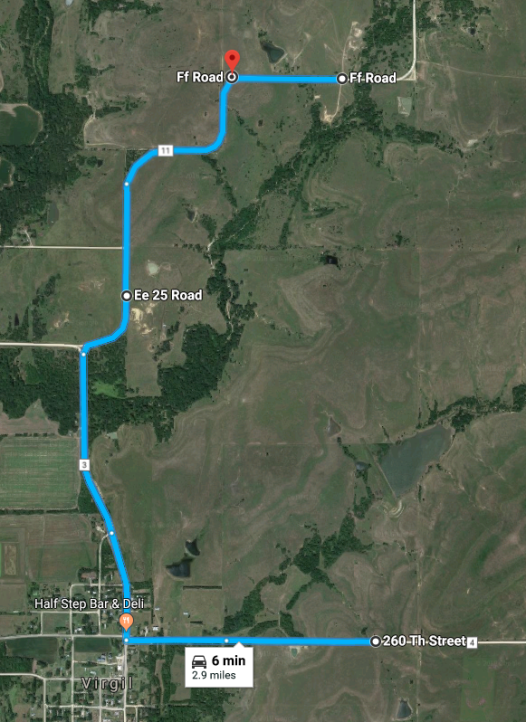 Ff Road
Ff Road
11
Ee 25 Road
3
Half Step Bar & Deli
260 Th Street
4
6 min
2.9 miles
Virgil